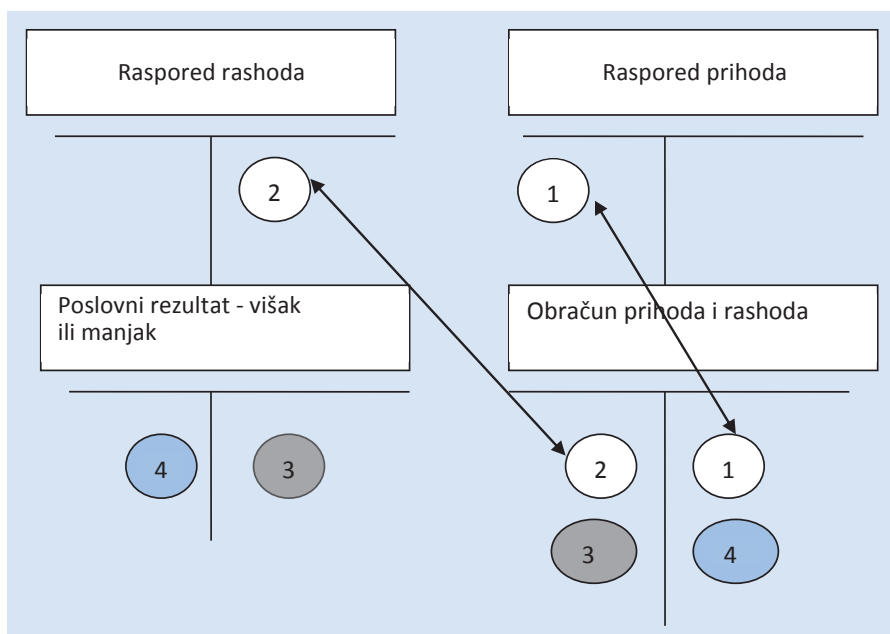 Raspored rashoda
Raspored prihoda
2
1
Poslovni rezultat - višak
ili manjak
Obračun prihoda i rashoda
4
3
2
1
3
4